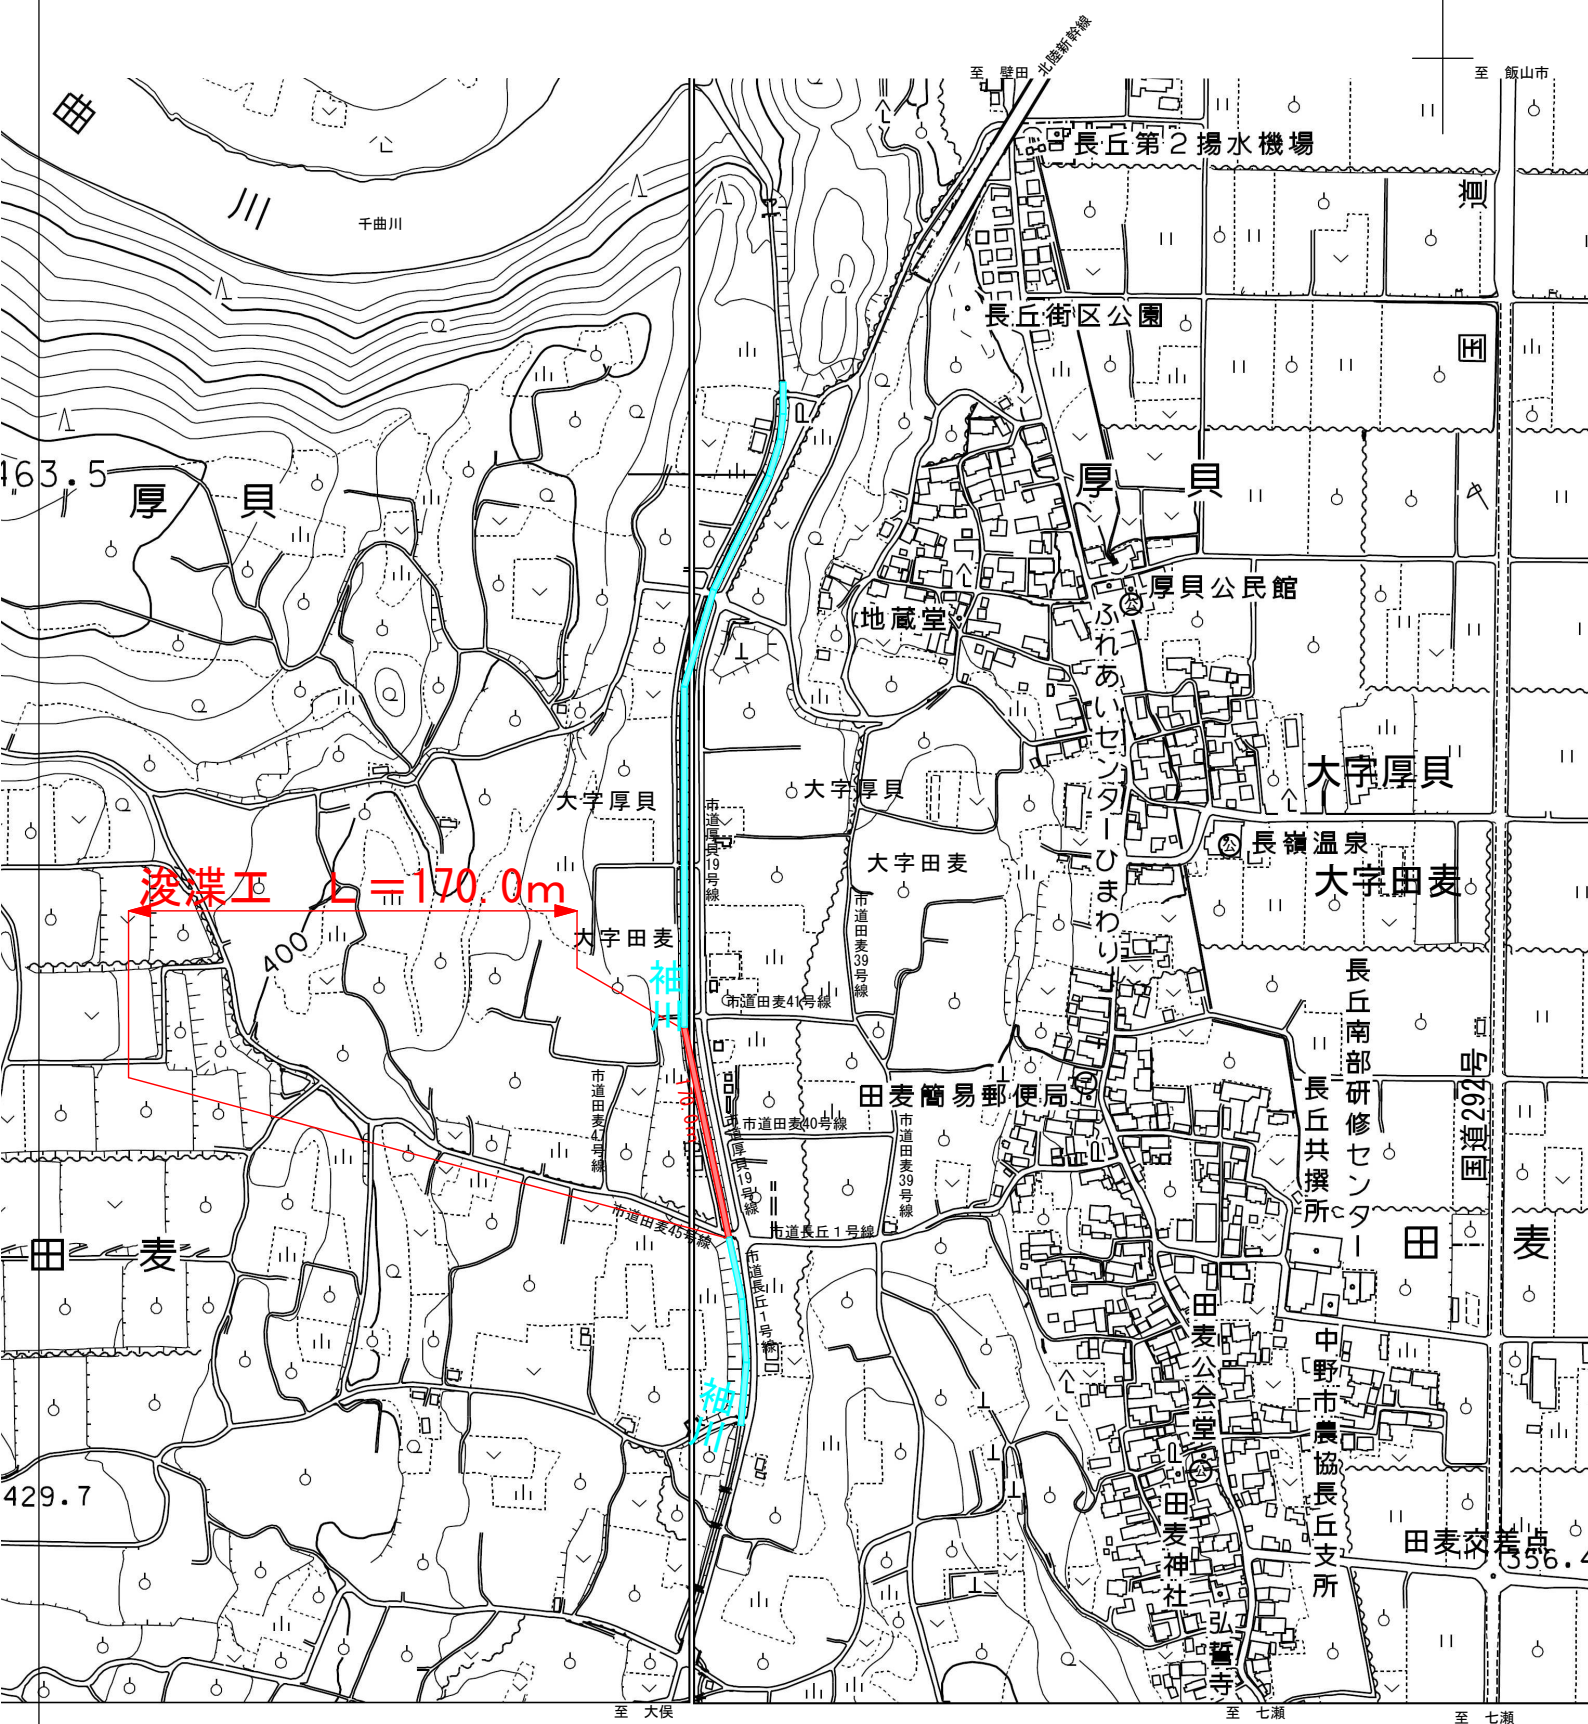 至　壁田
北陸新幹線
至　飯山市
曲
川
千曲川
長丘第２揚水機場
道
国
長丘街区公園
463.5
厚　貝
厚　貝
厚貝公民館
地蔵堂
ふれあいセンターひまわり
大字厚貝
大字厚貝
大字厚貝
市道厚貝19号線
長嶺温泉
大字田麦
大字田麦
浚渫工　Ｌ＝170.0m
市道田麦39号線
大字田麦
400
袖川
市道田麦41号線
長丘南部研修センター
国道292号
市道田麦47号線
170.0m
田麦簡易郵便局
長丘共撰所
市道田麦40号線
市道厚貝19号線
市道田麦39号線
市道田麦45号線
市道長丘１号線
田　麦
田　麦
市道長丘１号線
田麦公会堂
中野市農協長丘支所
袖川
429.7
田麦神社
田麦交差点
356.4
弘誓寺
至　大俣
至　七瀬
至　七瀬